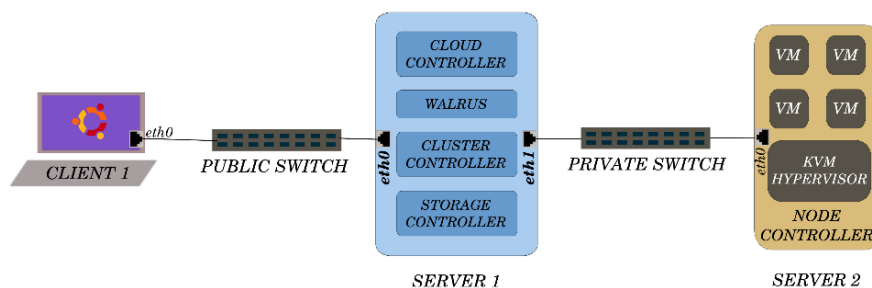 CLIENT 1
eth0
PUBLIC SWITCH
eth0
CLOUD
CONTROLLER
WALRUS
CLUSTER
CONTROLLER
STORAGE
CONTROLLER
eth1
SERVER 1
PRIVATE SWITCH
eth0
VM
VM
VM
VM
KVM
HYPERVISOR
NODE
CONTROLLER
SERVER 2